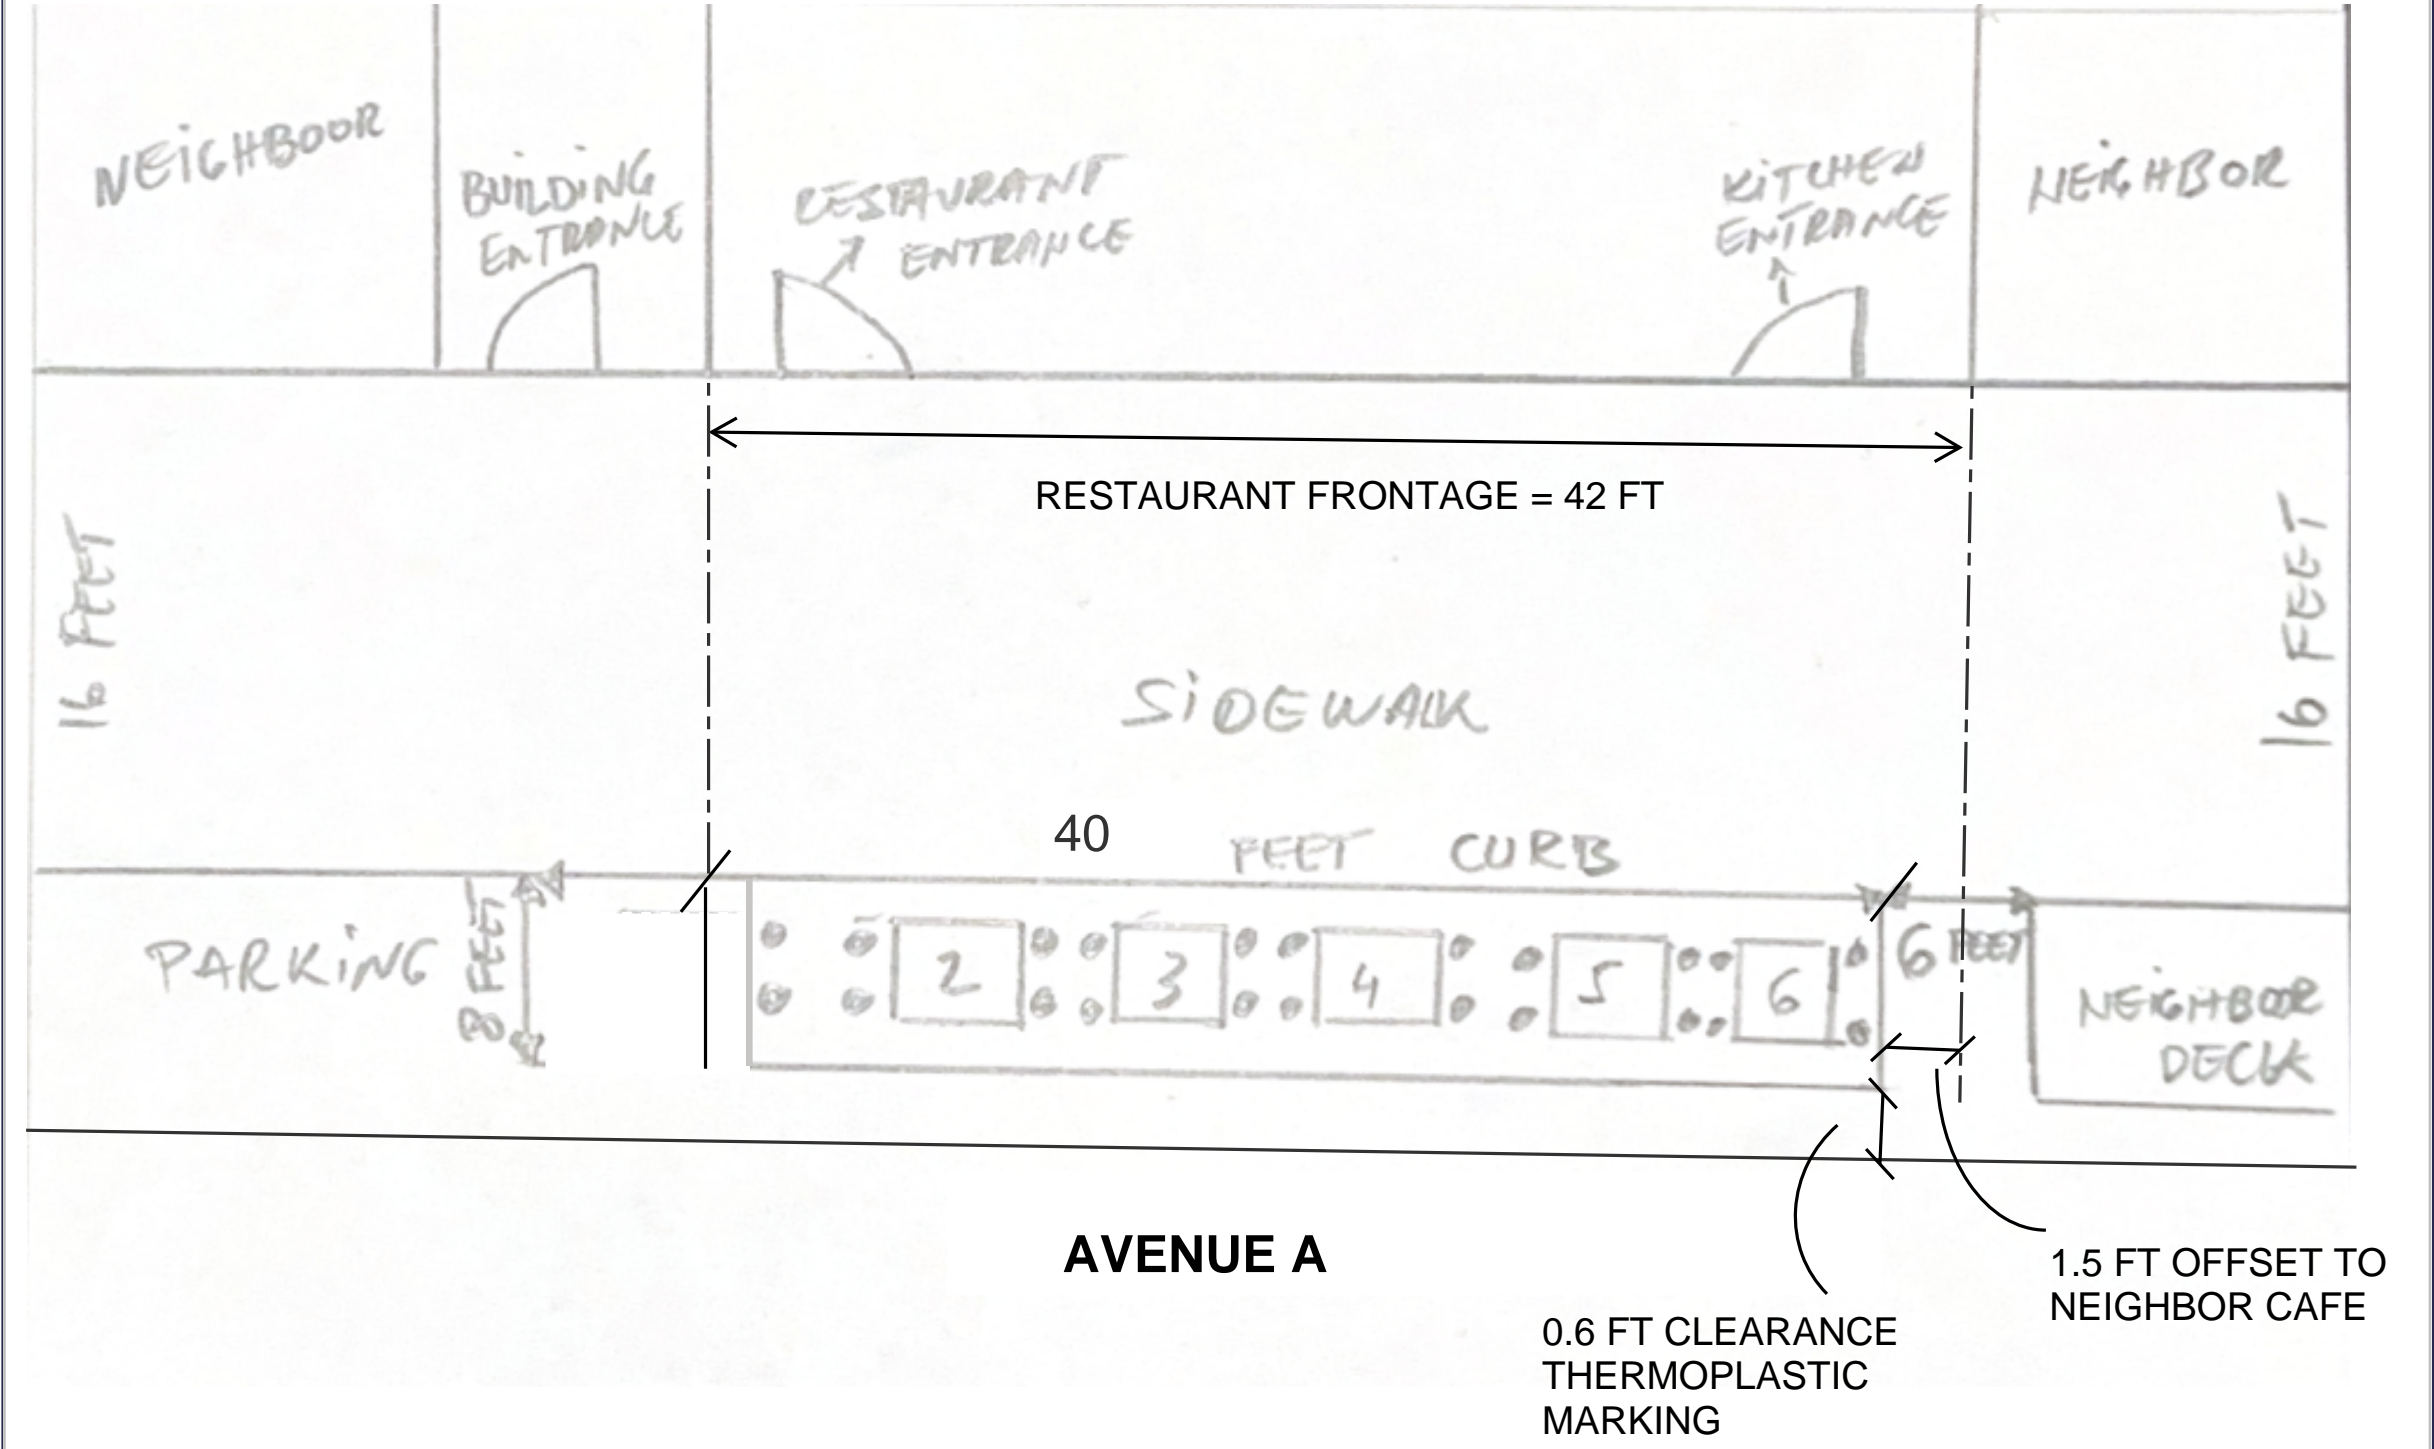 NEiGHBOOR
BUiLDiNG
ENTRANCE
RESTAURANT
ENTRANCE
KiTCHEN
ENTRANCE
NEiGHBOR
RESTAURANT FRONTAGE = 42 FT
16 FEET
16 FEET
SiDEWALK
40 FEET CURB
PARKiNG
8 FEET
2
3
4
5
6
6 FEET
NEiGHBOOR
DECK
AVENUE A
1.5 FT OFFSET TO
NEIGHBOR CAFE
0.6 FT CLEARANCE
THERMOPLASTIC
MARKING